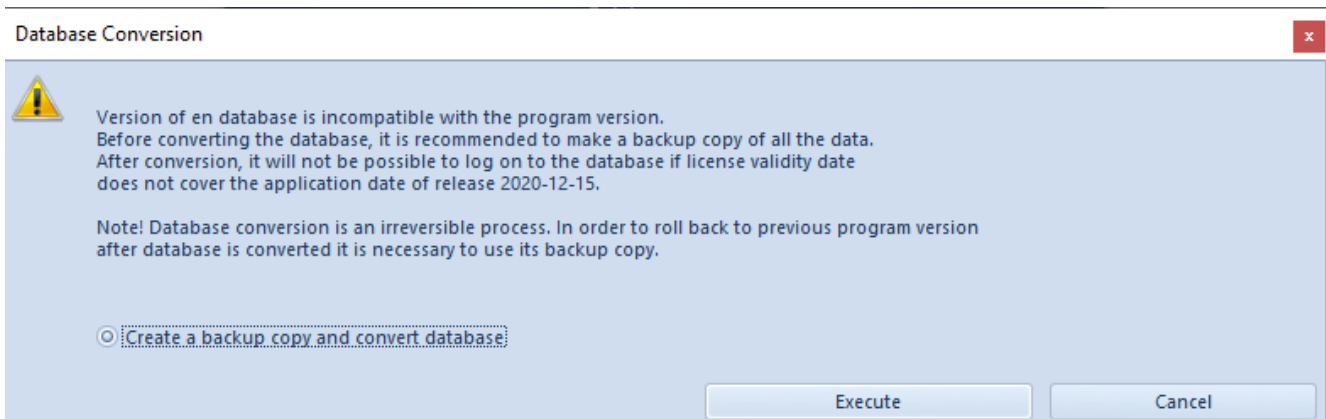 Database Conversion
x
Version of en database is incompatible with the program version.
Before converting the database, it is recommended to make a backup copy of all the data.
After conversion, it will not be possible to log on to the database if license validity date
does not cover the application date of release 2020-12-15.
Note! Database conversion is an irreversible process. In order to roll back to previous program version
after database is converted it is necessary to use its backup copy.
Create a backup copy and convert database
Execute
Cancel